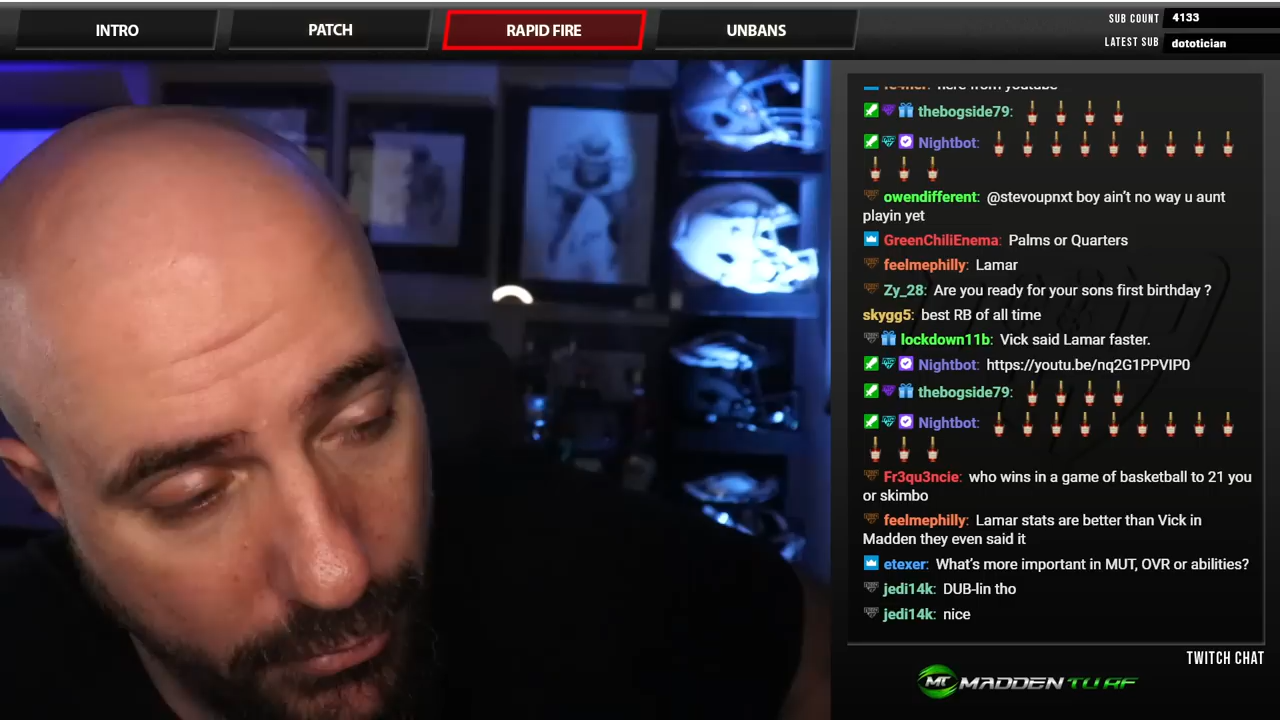 INTRO
PATCH
RAPID FIRE
UNBANS
SUB COUNT 4133
LATEST SUB dototician
here from youtube
thebogside79:
Nightbot:
owendifferent: @stevoupnxt boy ain't no way u aunt
playin yet
GreenChiliEnema: Palms or Quarters
feelmephilly: Lamar
Zy_28: Are you ready for your sons first birthday ?
skygg5: best RB of all time
lockdown11b: Vick said Lamar faster.
Nightbot: https://youtu.be/nq2G1PPVIP0
thebogside79:
Nightbot:
Fr3qu3ncie: who wins in a game of basketball to 21 you
or skimbo
feelmephilly: Lamar stats are better than Vick in
Madden they even said it
etexer: What's more important in MUT, OVR or abilities?
jedi14k: DUB-lin tho
jedi14k: nice
TWITCH CHAT
MT MADDEN TURF